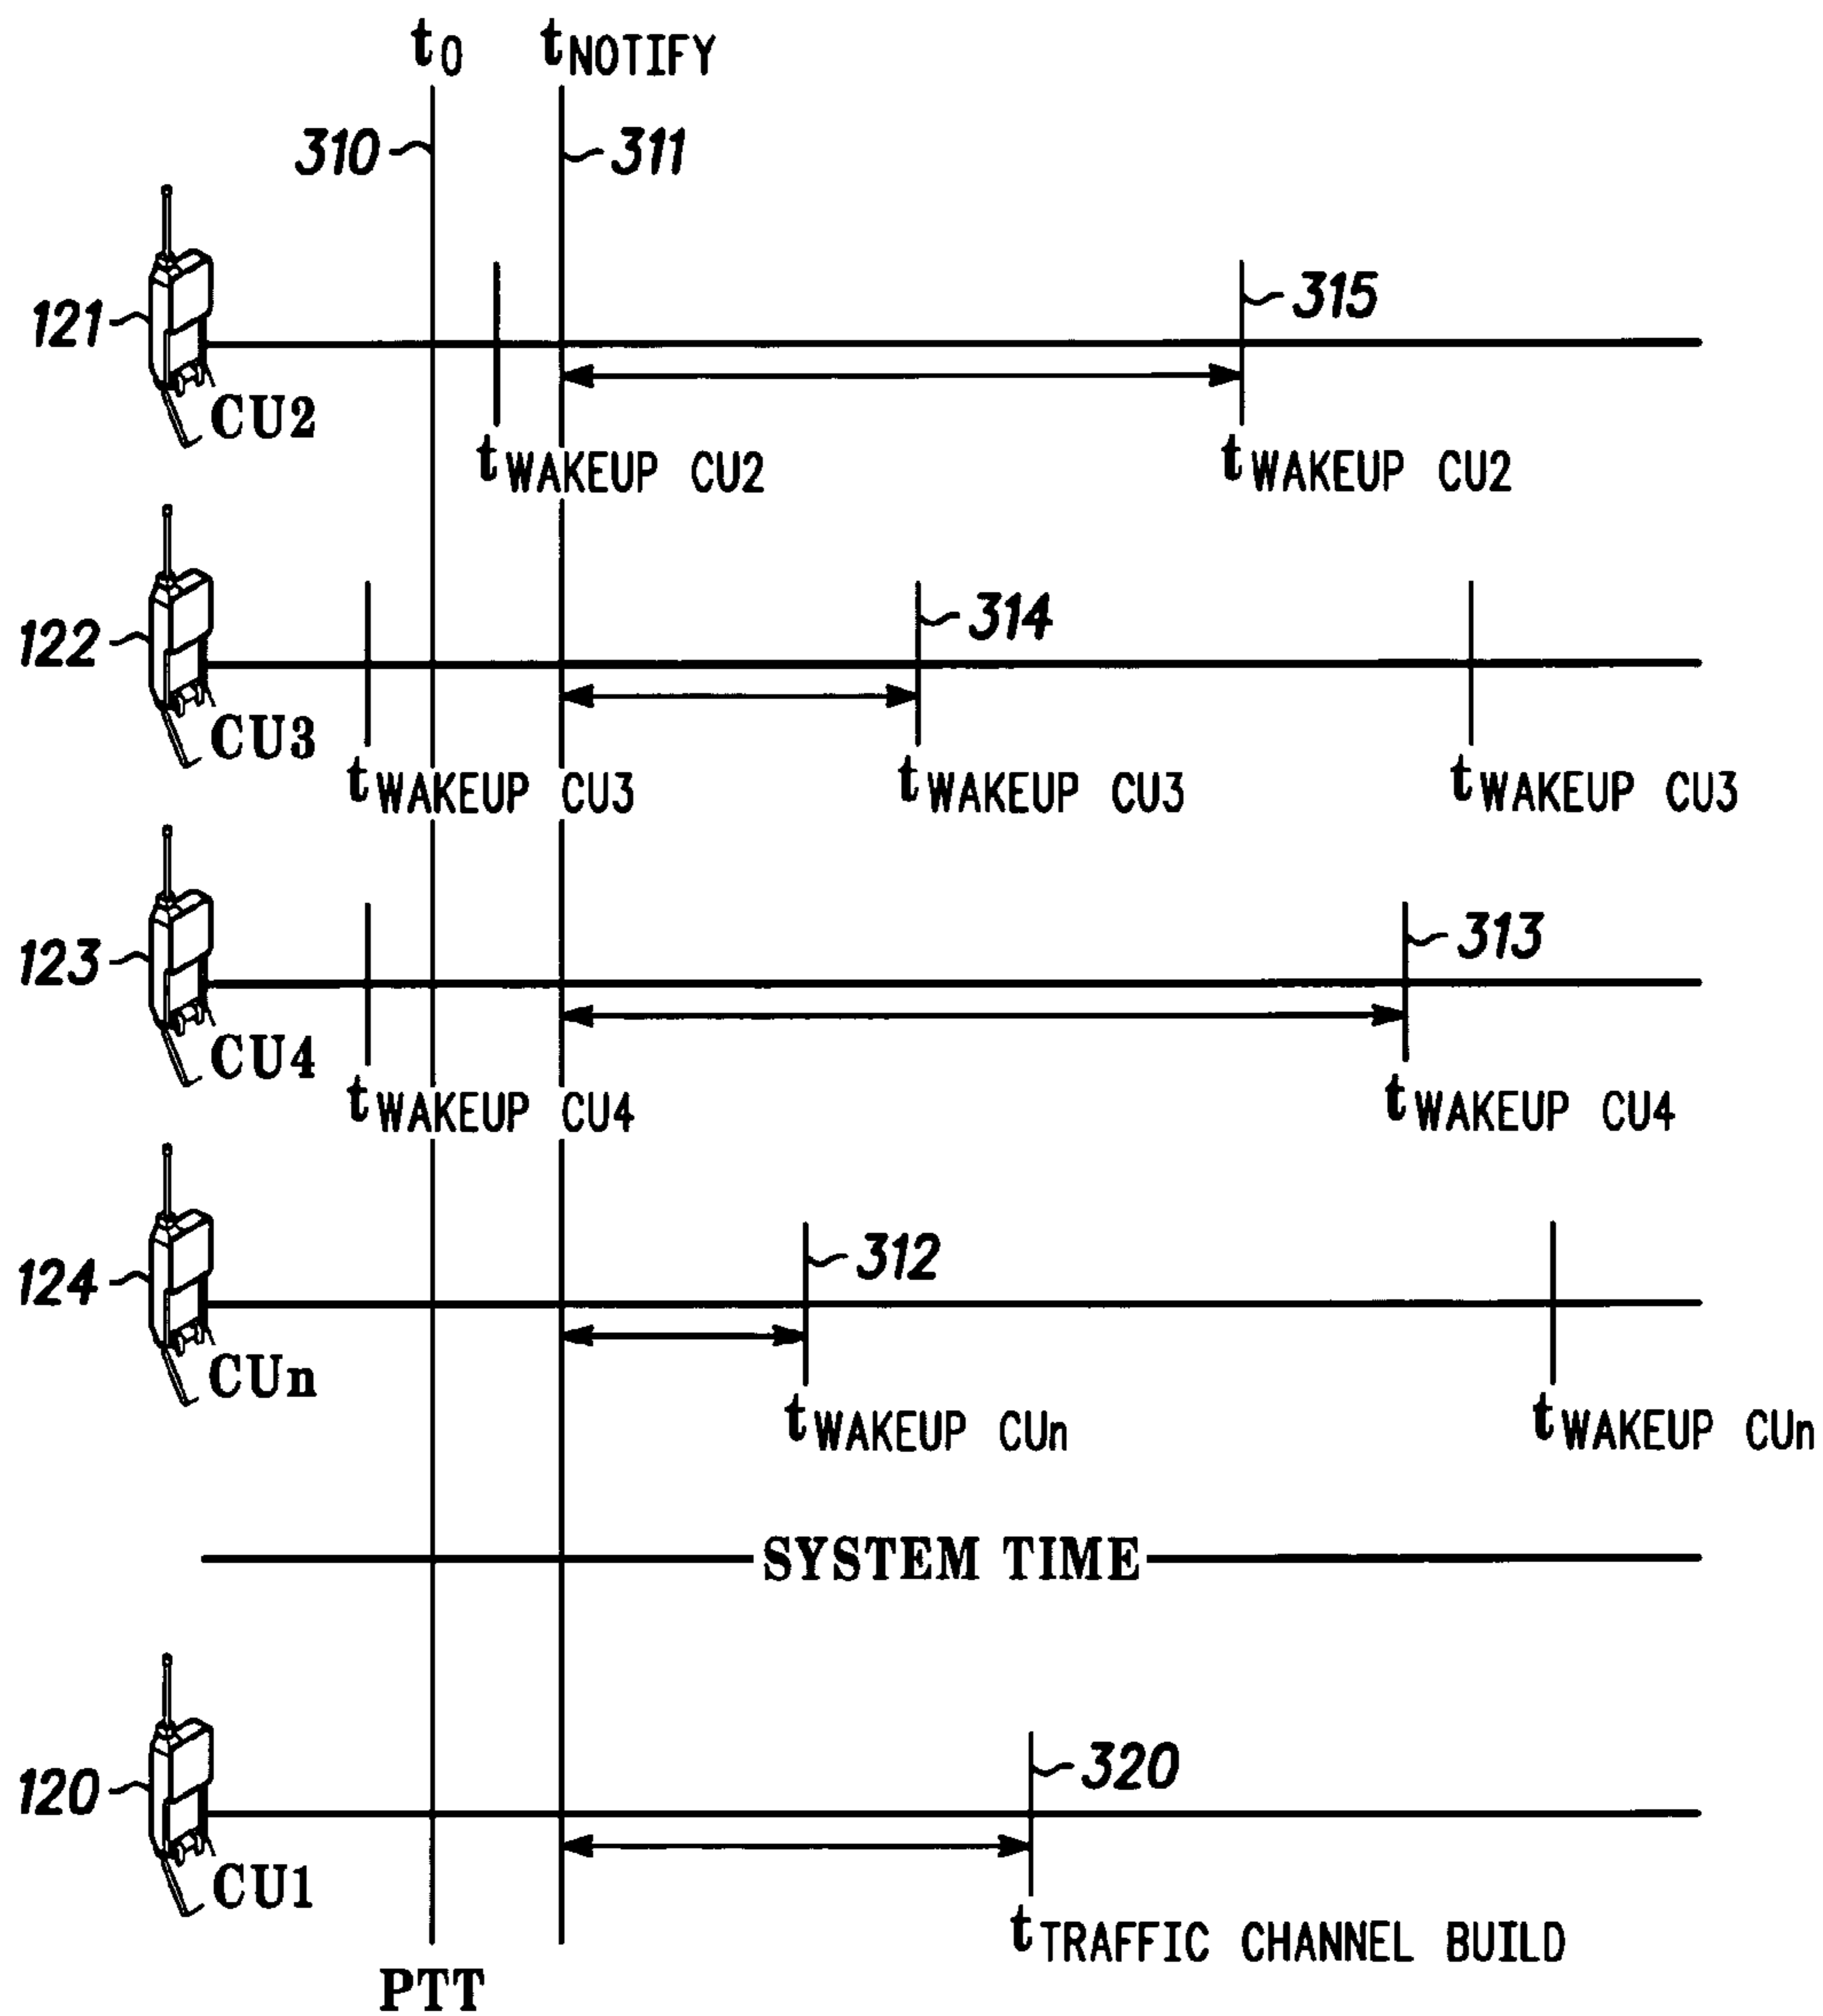 t0 tNOTIFY
310 311
121 CU2 315
tWAKEUP CU2 tWAKEUP CU2
122 CU3 314
tWAKEUP CU3 tWAKEUP CU3 tWAKEUP CU3
123 CU4 313
tWAKEUP CU4 tWAKEUP CU4
124 CUn 312
tWAKEUP CUn tWAKEUP CUn
SYSTEM TIME
120 CU1 320
tTRAFFIC CHANNEL BUILD
PTT